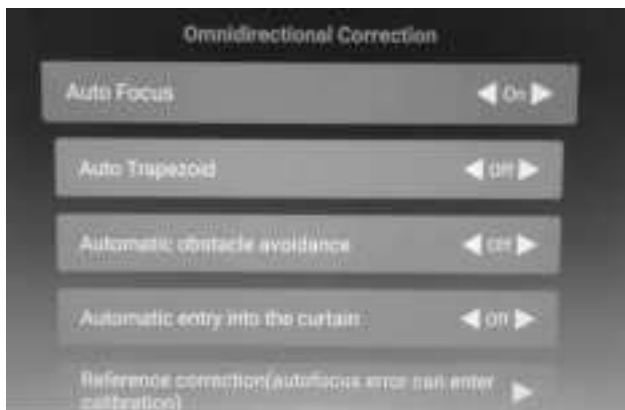 Omnidirectional Correction
Auto Focus
On
Auto Trapezoid
Off
Automatic obstacle avoidance
Off
Automatic entry into the curtain
Off
Reference correction(autofocus error can enter
calibration)